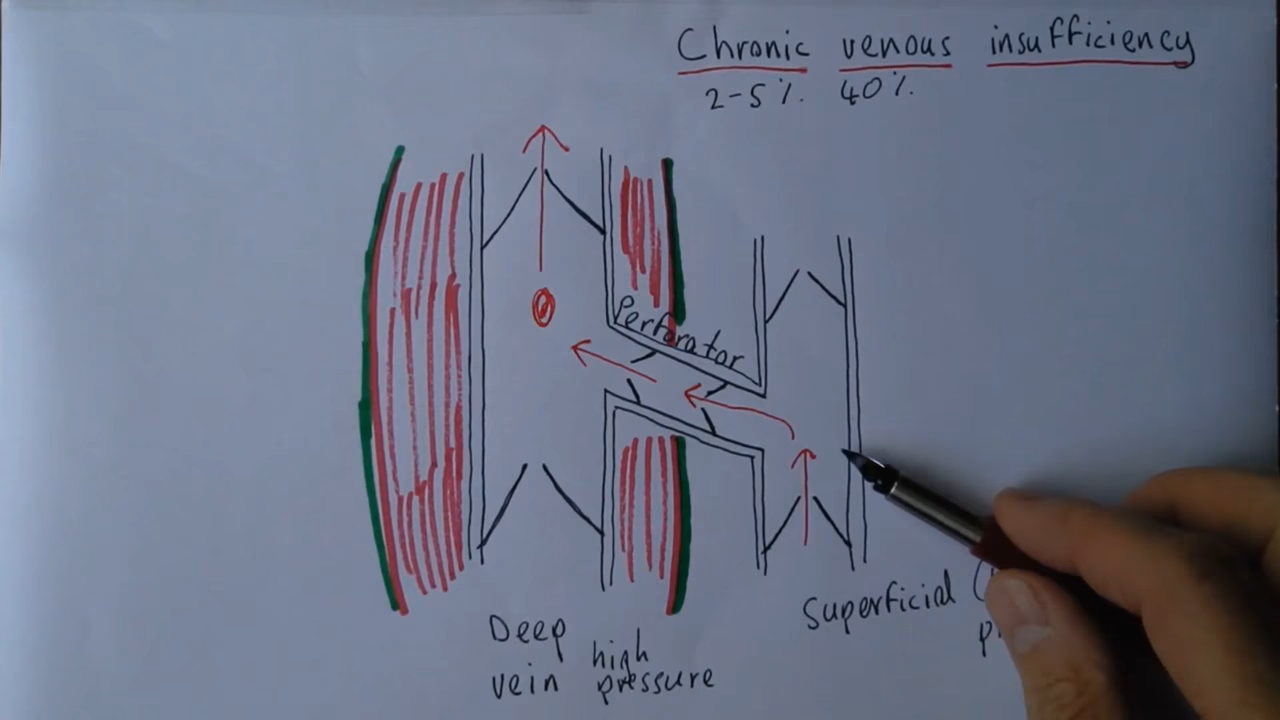 Chronic venous insufficiency
2-5%. 40%.
Perforator
Deep
vein
high
pressure
Superficial